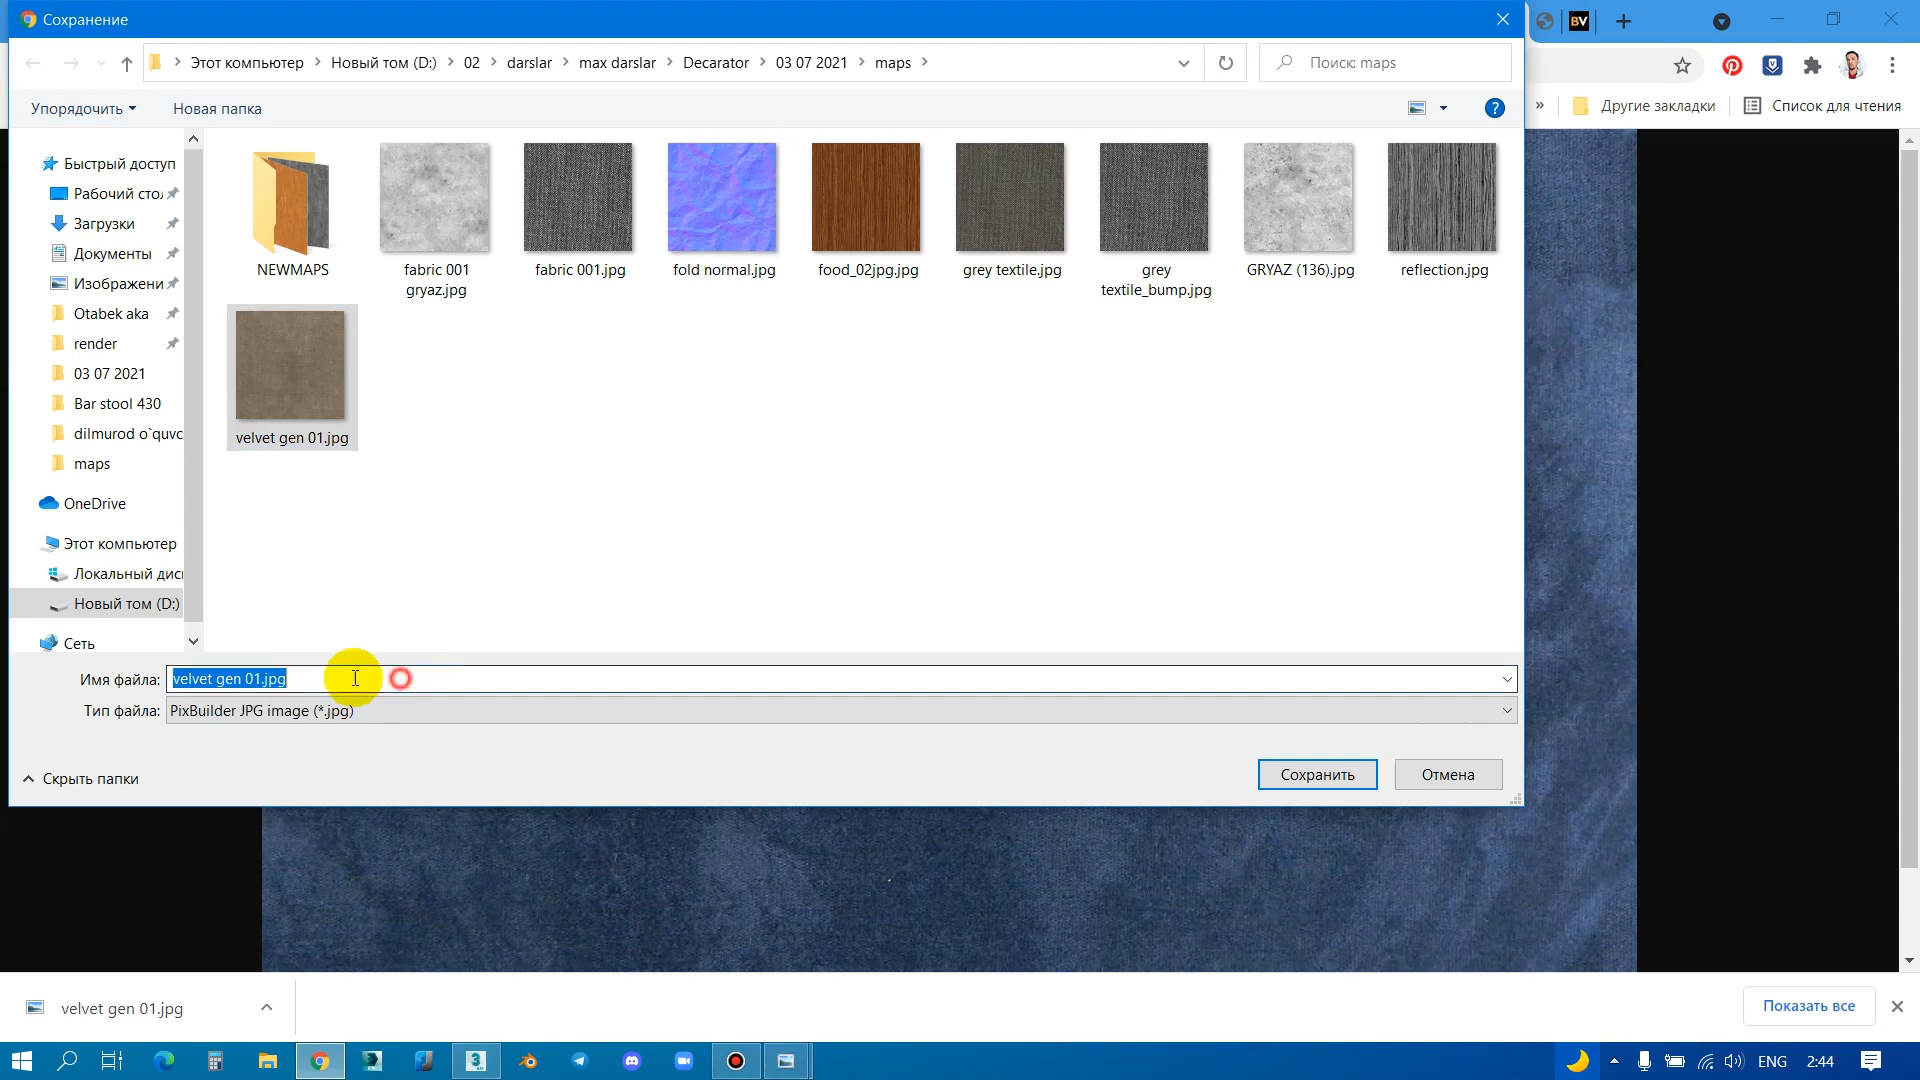 Сохранение
BV
Этот компьютер
Новый том (D:)
02
darslar
max darslar
Decarator
03 07 2021
maps
Поиск: maps
Упорядочить
Новая папка
Другие закладки
Список для чтения
Быстрый доступ
Рабочий сто
Загрузки
Документы
Изображени
Otabek aka
render
03 07 2021
Bar stool 430
dilmurod o`quvc
maps
OneDrive
Этот компьютер
Локальный дис
Новый том (D:)
Сеть
NEWMAPS
fabric 001
gryaz.jpg
fabric 001.jpg
fold normal.jpg
food_02jpg.jpg
grey textile.jpg
grey
textile_bump.jpg
GRYAZ (136).jpg
reflection.jpg
velvet gen 01.jpg
Имя файла:
velvet gen 01.jpg
Тип файла:
PixBuilder JPG image (*.jpg)
Скрыть папки
Сохранить
Отмена
velvet gen 01.jpg
Показать все
ENG
2:44